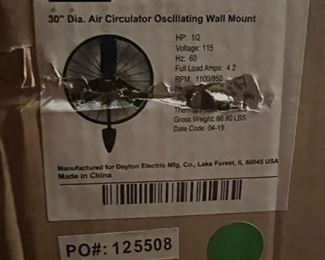 30" Dia. Air Circulator Oscillating Wall Mount
HP: 1/2
Voltage: 115
Hz: 60
Full Load Amps: 4.2
RPM: 1100/850
Gross Weight: 66.80 LBS
Date Code: 04-19
Manufactured for Dayton Electric Mfg. Co., Lake Forest, IL 60045 USA
Made in China
PO#: 125508